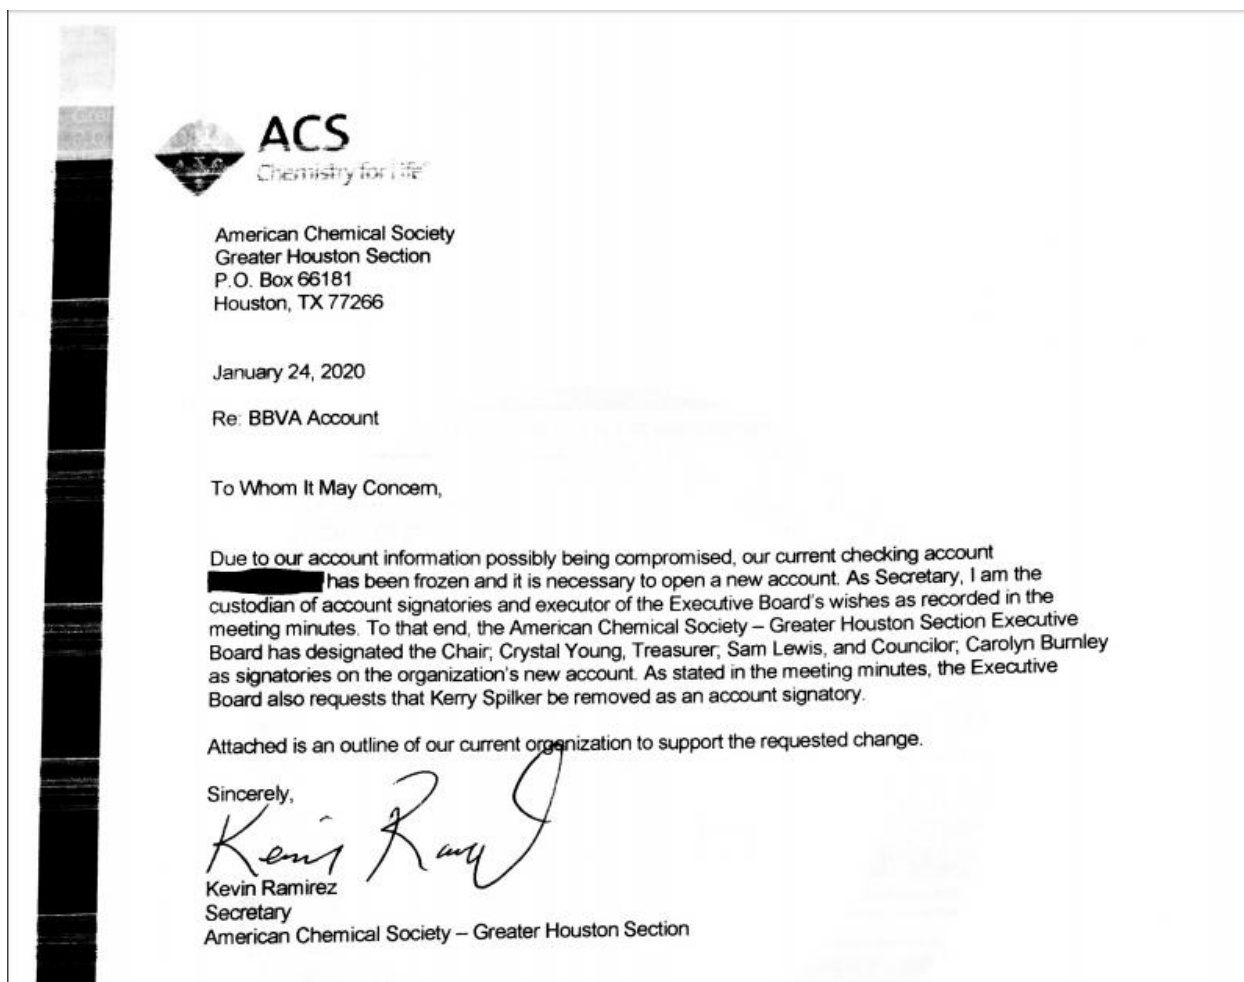 ACS
Chemistry for Life®
American Chemical Society
Greater Houston Section
P.O. Box 66181
Houston, TX 77266
January 24, 2020
Re: BBVA Account
To Whom It May Concern,
Due to our account information possibly being compromised, our current checking account
has been frozen and it is necessary to open a new account. As Secretary, I am the
custodian of account signatories and executor of the Executive Board's wishes as recorded in the
meeting minutes. To that end, the American Chemical Society – Greater Houston Section Executive
Board has designated the Chair; Crystal Young, Treasurer; Sam Lewis, and Councilor; Carolyn Burnley
as signatories on the organization's new account. As stated in the meeting minutes, the Executive
Board also requests that Kerry Spilker be removed as an account signatory.
Attached is an outline of our current organization to support the requested change.
Sincerely,
Kevin Ramirez
Secretary
American Chemical Society – Greater Houston Section